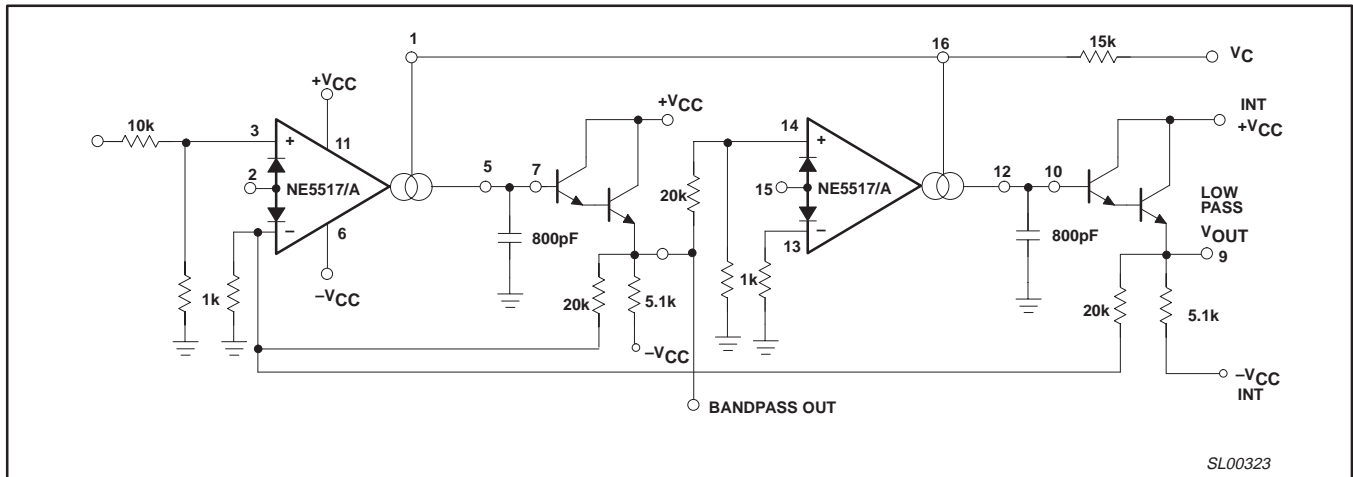 1
16
15k
VC
+VCC
+VCC
INT
+VCC
10k
3
+
11
14
+
5
7
12
10
2
NE5517/A
20k
15
NE5517/A
LOW
PASS
VOUT
9
–
6
800pF
–
13
800pF
1k
–VCC
20k
5.1k
1k
20k
5.1k
–VCC
–VCC
INT
BANDPASS OUT
SL00323